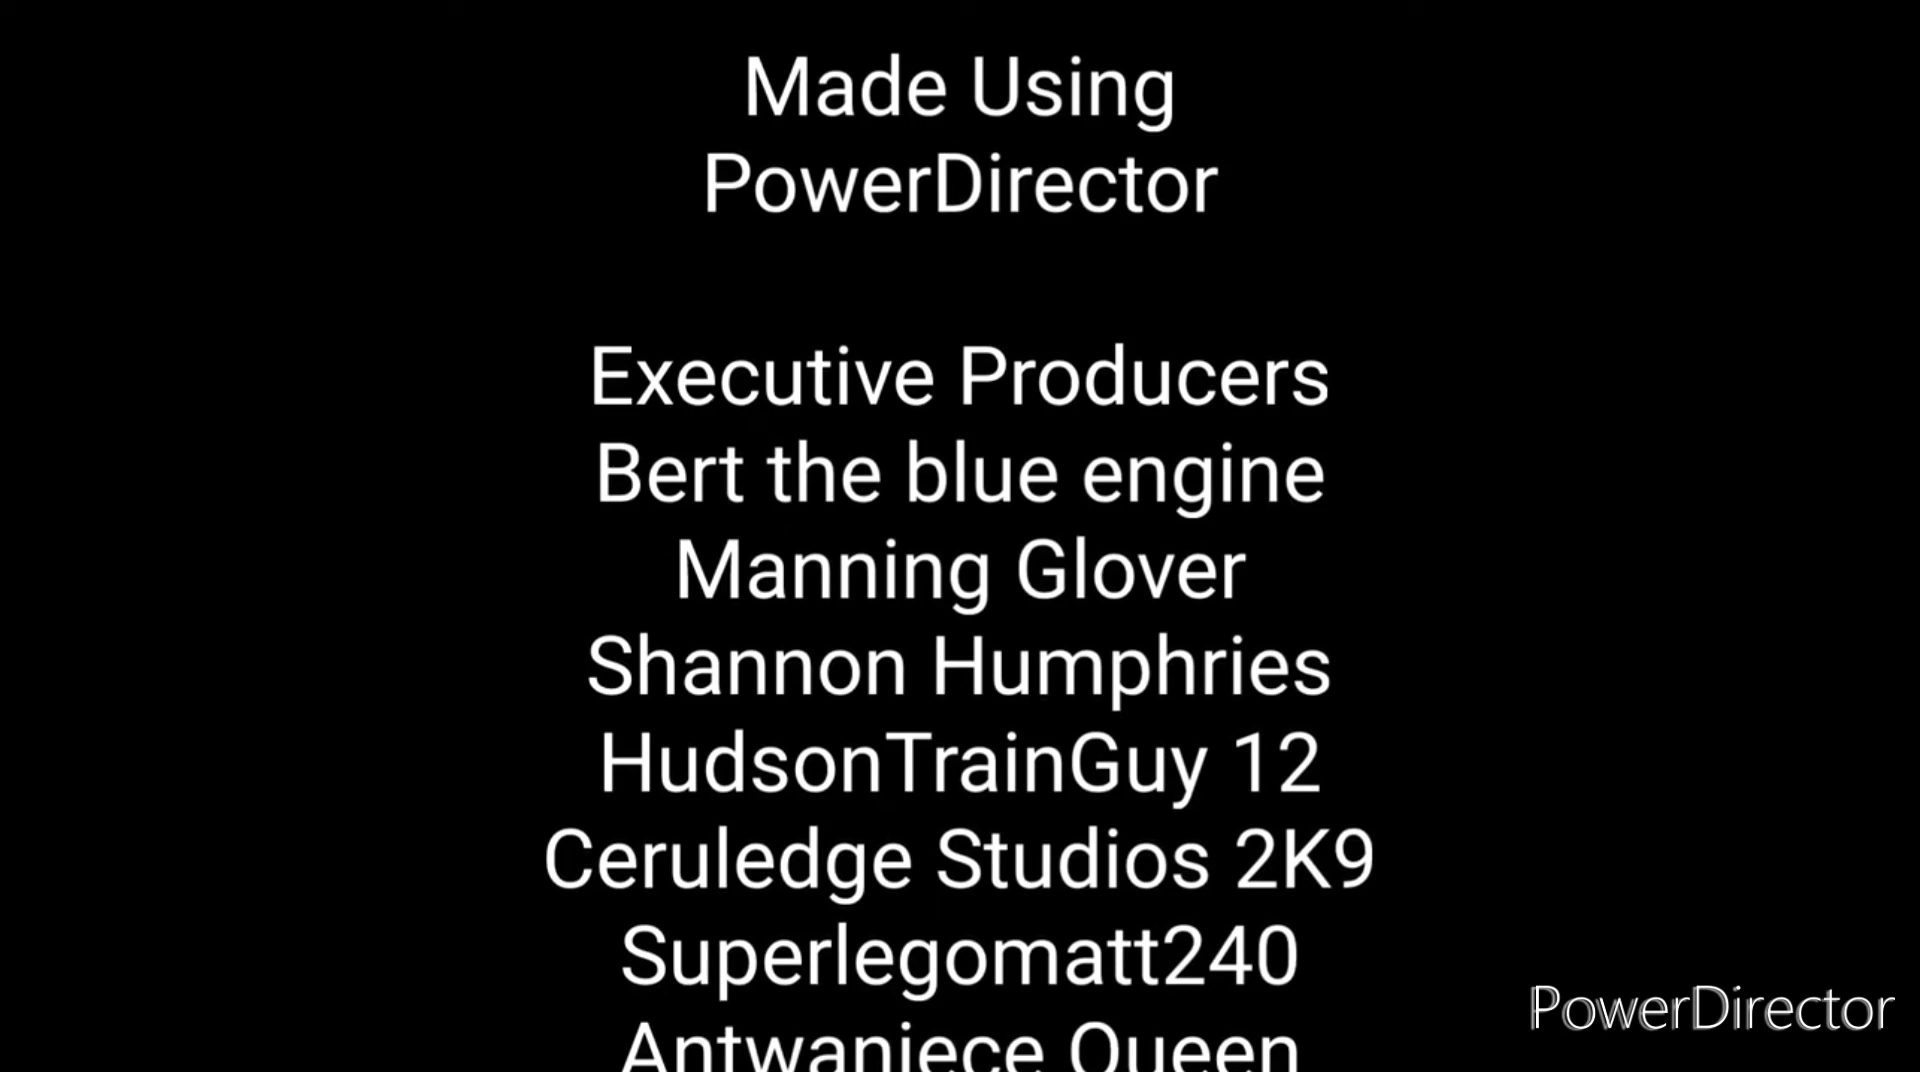 Made Using
PowerDirector
Executive Producers
Bert the blue engine
Manning Glover
Shannon Humphries
HudsonTrainGuy 12
Ceruledge Studios 2K9
Superlegomatt240
Antwaniece Queen
PowerDirector